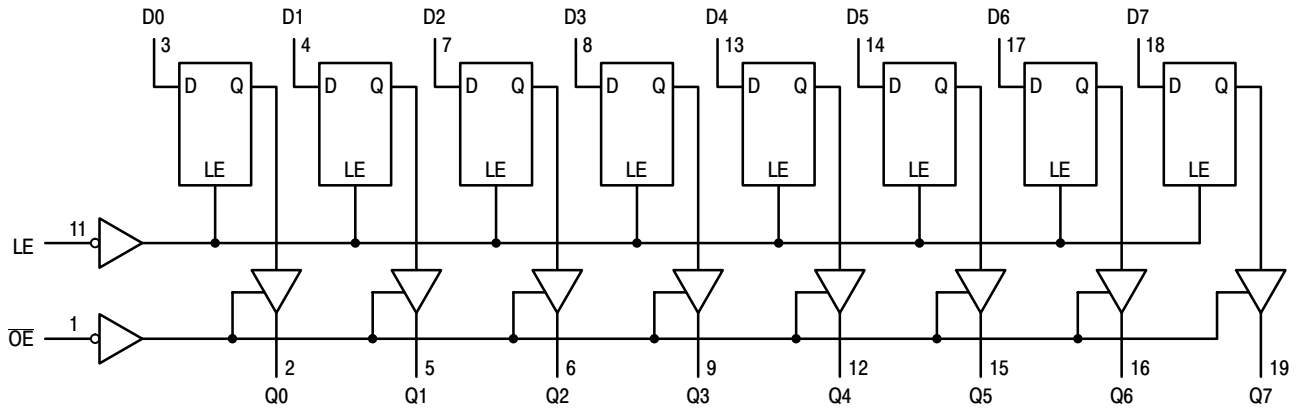 D0 D1 D2 D3 D4 D5 D6 D7
3 4 7 8 13 14 17 18
D Q D Q D Q D Q D Q D Q D Q D Q
LE LE LE LE LE LE LE LE
11
LE
1
O̅E̅
2 5 6 9 12 15 16 19
Q0 Q1 Q2 Q3 Q4 Q5 Q6 Q7